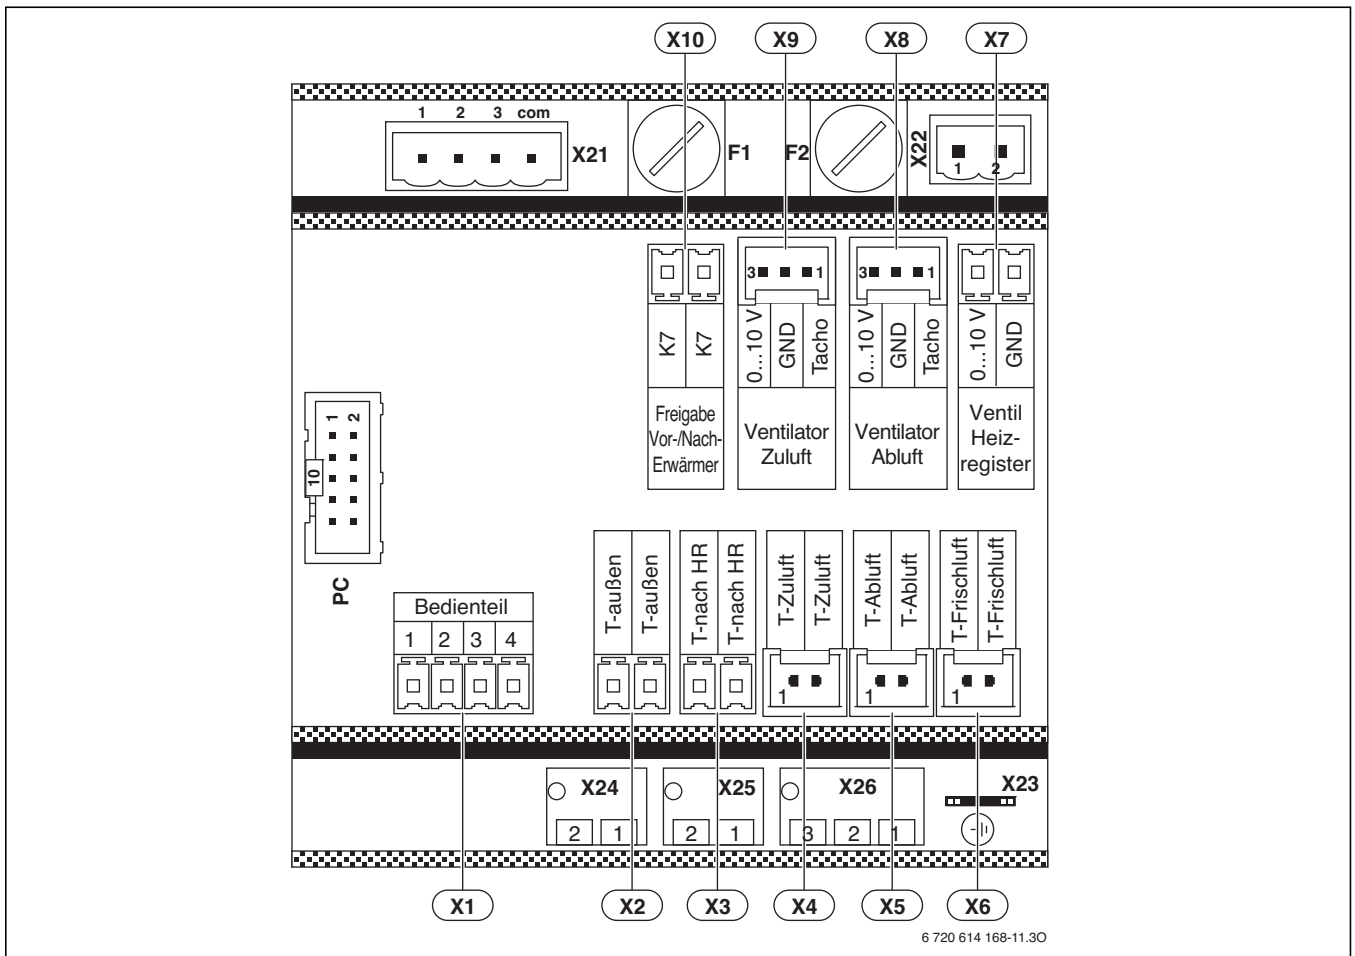 X10 X9 X8 X7
1 2 3 com
X21 F1 F2 X22
1 2
3 1 3 1
K7 K7 0...10 V GND Tacho 0...10 V GND Tacho 0...10 V GND
Freigabe
Vor-/Nach-
Erwärmer
Ventilator
Zuluft
Ventilator
Abluft
Ventil
Heiz-
register
1 2
10
PC
Bedienteil
1 2 3 4
T-außen T-außen T-nach HR T-nach HR T-Zuluft T-Zuluft T-Abluft T-Abluft T-Frischluft T-Frischluft
1 1 1
X24 X25 X26 X23
2 1 2 1 3 2 1
X1 X2 X3 X4 X5 X6
6 720 614 168-11.3O